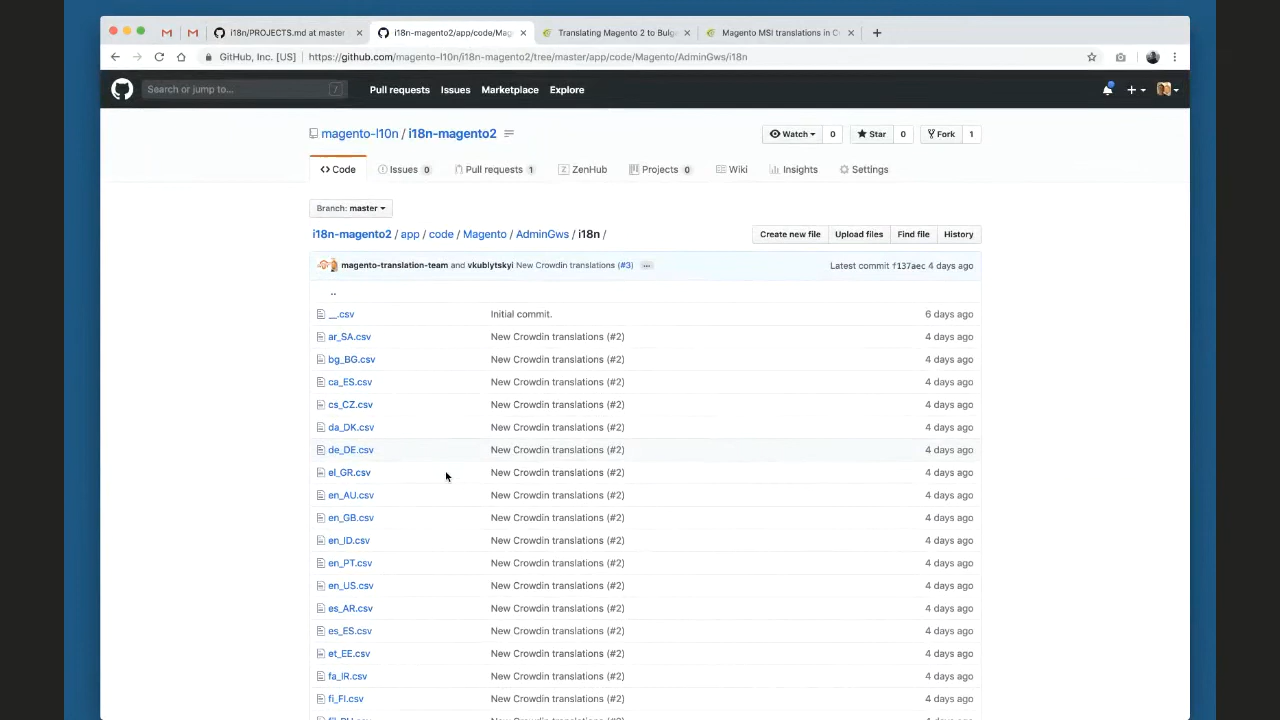 i18n/PROJECTS.md at master
i18n-magento2/app/code/Mag
Translating Magento 2 to Bulg
Magento MSI translations in C
GitHub, Inc. [US]
https://github.com/magento-l10n/i18n-magento2/tree/master/app/code/Magento/AdminGws/i18n
Search or jump to...
/
Pull requests
Issues
Marketplace
Explore
magento-l10n / i18n-magento2
Watch 0
Star 0
Fork 1
Code
Issues 0
Pull requests 1
ZenHub
Projects 0
Wiki
Insights
Settings
Branch: master
i18n-magento2 / app / code / Magento / AdminGws / i18n /
Create new file
Upload files
Find file
History
magento-translation-team and vkublytskyi New Crowdin translations (#3) ...
Latest commit f137aec 4 days ago
..
__.csv Initial commit. 6 days ago
ar_SA.csv New Crowdin translations (#2) 4 days ago
bg_BG.csv New Crowdin translations (#2) 4 days ago
ca_ES.csv New Crowdin translations (#2) 4 days ago
cs_CZ.csv New Crowdin translations (#2) 4 days ago
da_DK.csv New Crowdin translations (#2) 4 days ago
de_DE.csv New Crowdin translations (#2) 4 days ago
el_GR.csv New Crowdin translations (#2) 4 days ago
en_AU.csv New Crowdin translations (#2) 4 days ago
en_GB.csv New Crowdin translations (#2) 4 days ago
en_ID.csv New Crowdin translations (#2) 4 days ago
en_PT.csv New Crowdin translations (#2) 4 days ago
en_US.csv New Crowdin translations (#2) 4 days ago
es_AR.csv New Crowdin translations (#2) 4 days ago
es_ES.csv New Crowdin translations (#2) 4 days ago
et_EE.csv New Crowdin translations (#2) 4 days ago
fa_IR.csv New Crowdin translations (#2) 4 days ago
fi_FI.csv New Crowdin translations (#2) 4 days ago